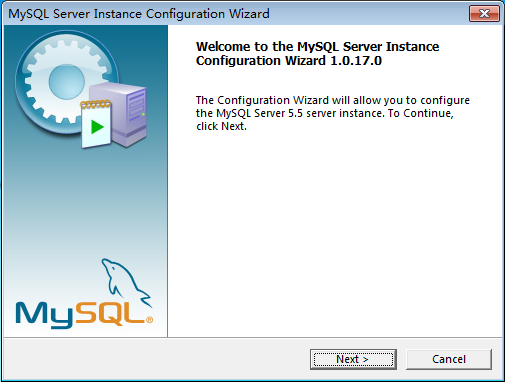 MySQL Server Instance Configuration Wizard
Welcome to the MySQL Server Instance
Configuration Wizard 1.0.17.0
The Configuration Wizard will allow you to configure
the MySQL Server 5.5 server instance. To Continue,
click Next.
MySQL®
Next >
Cancel